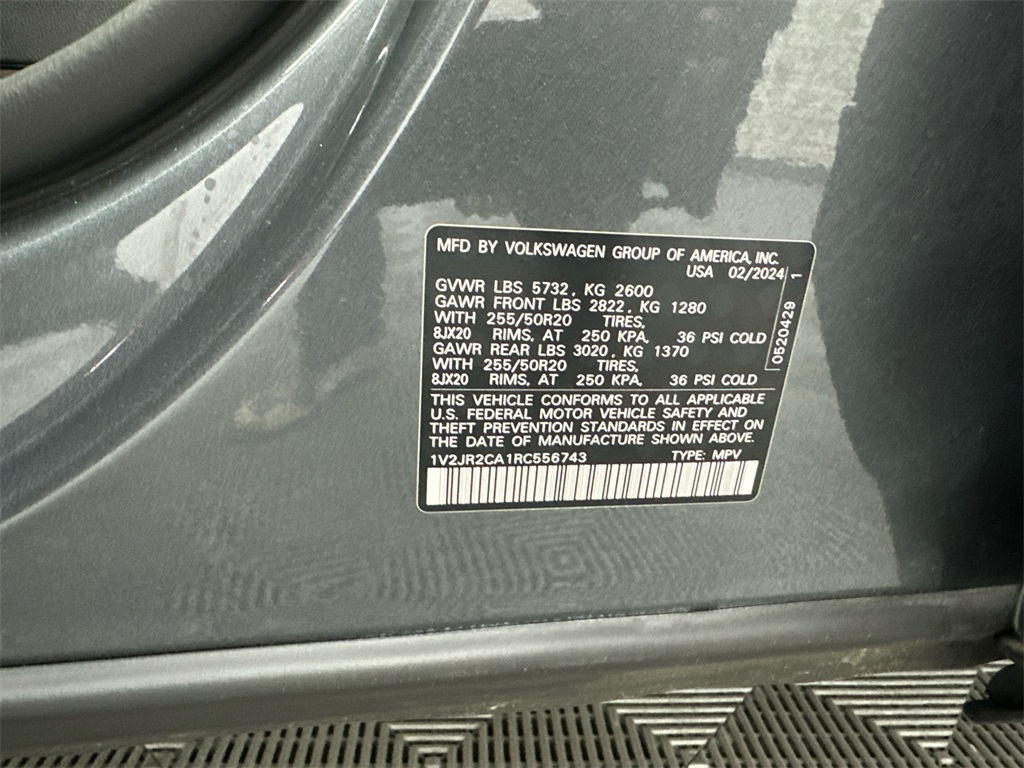 MFD BY VOLKSWAGEN GROUP OF AMERICA, INC.
USA 02/2024
GVWR LBS 5732, KG 2600
GAWR FRONT LBS 2822, KG 1280
WITH 255/50R20 TIRES,
8JX20 RIMS, AT 250 KPA, 36 PSI COLD
GAWR REAR LBS 3020, KG 1370
WITH 255/50R20 TIRES,
8JX20 RIMS, AT 250 KPA, 36 PSI COLD
THIS VEHICLE CONFORMS TO ALL APPLICABLE
U.S. FEDERAL MOTOR VEHICLE SAFETY AND
THEFT PREVENTION STANDARDS IN EFFECT ON
THE DATE OF MANUFACTURE SHOWN ABOVE.
1V2JR2CA1RC556743 TYPE: MPV
0520429 1